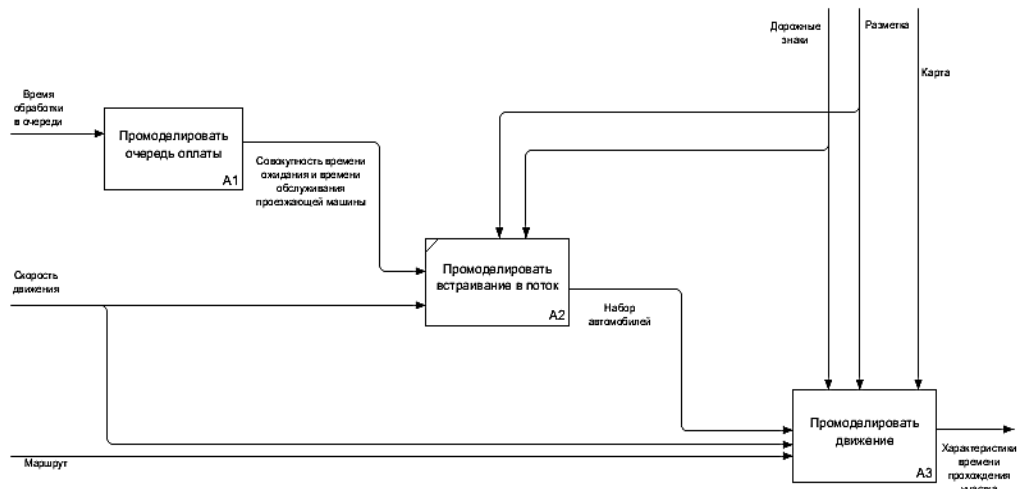 Дорожные
знаки
Разметка
Карта
Время
обработки
в очереди
Промоделировать
очередь оплаты
A1
Совокупность времени
ожидания и времени
обслуживания
проезжающей машины
Скорость
движения
Промоделировать
встраивание в поток
A2
Набор
автомобилей
Промоделировать
движение
A3
Маршрут
Характеристики
времени
прохождения
участка